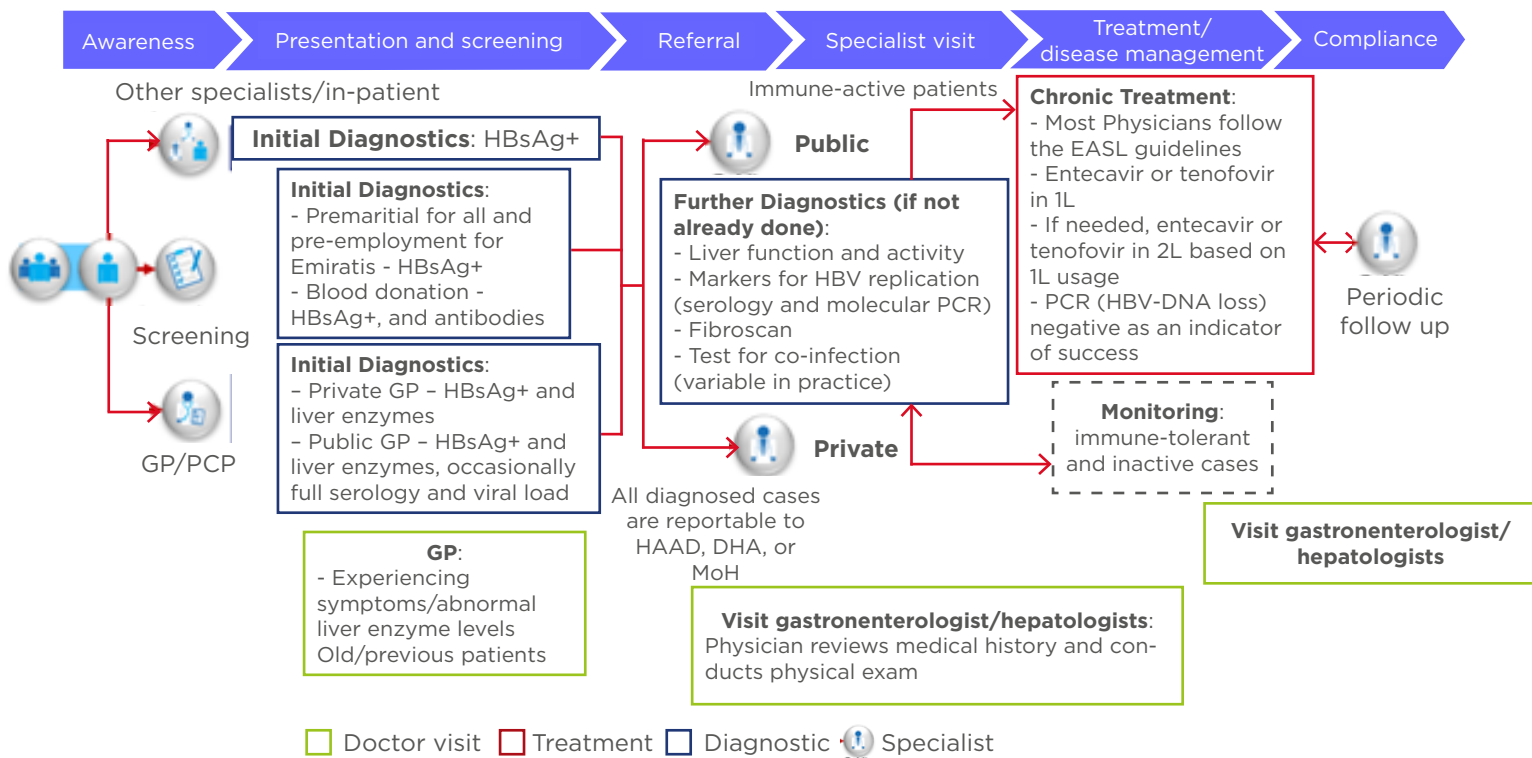 Awareness
Presentation and screening
Referral
Specialist visit
Treatment/
disease management
Compliance
Other specialists/in-patient
Screening
GP/PCP
Initial Diagnostics: HBsAg+
Initial Diagnostics:
- Premaritial for all and
pre-employment for
Emiratis - HBsAg+
- Blood donation -
HBsAg+, and antibodies
Initial Diagnostics:
– Private GP – HBsAg+ and
liver enzymes
– Public GP – HBsAg+ and
liver enzymes, occasionally
full serology and viral load
GP:
- Experiencing
symptoms/abnormal
liver enzyme levels
Old/previous patients
Immune-active patients
Public
Further Diagnostics (if not
already done):
- Liver function and activity
- Markers for HBV replication
(serology and molecular PCR)
- Fibroscan
- Test for co-infection
(variable in practice)
Private
All diagnosed cases
are reportable to
HAAD, DHA, or
MoH
Visit gastronenterologist/hepatologists:
Physician reviews medical history and con-
ducts physical exam
Chronic Treatment:
- Most Physicians follow
the EASL guidelines
- Entecavir or tenofovir
in 1L
- If needed, entecavir or
tenofovir in 2L based on
1L usage
- PCR (HBV-DNA loss)
negative as an indicator
of success
Monitoring:
immune-tolerant
and inactive cases
Periodic
follow up
Visit gastronenterologist/
hepatologists
Doctor visit
Treatment
Diagnostic
Specialist